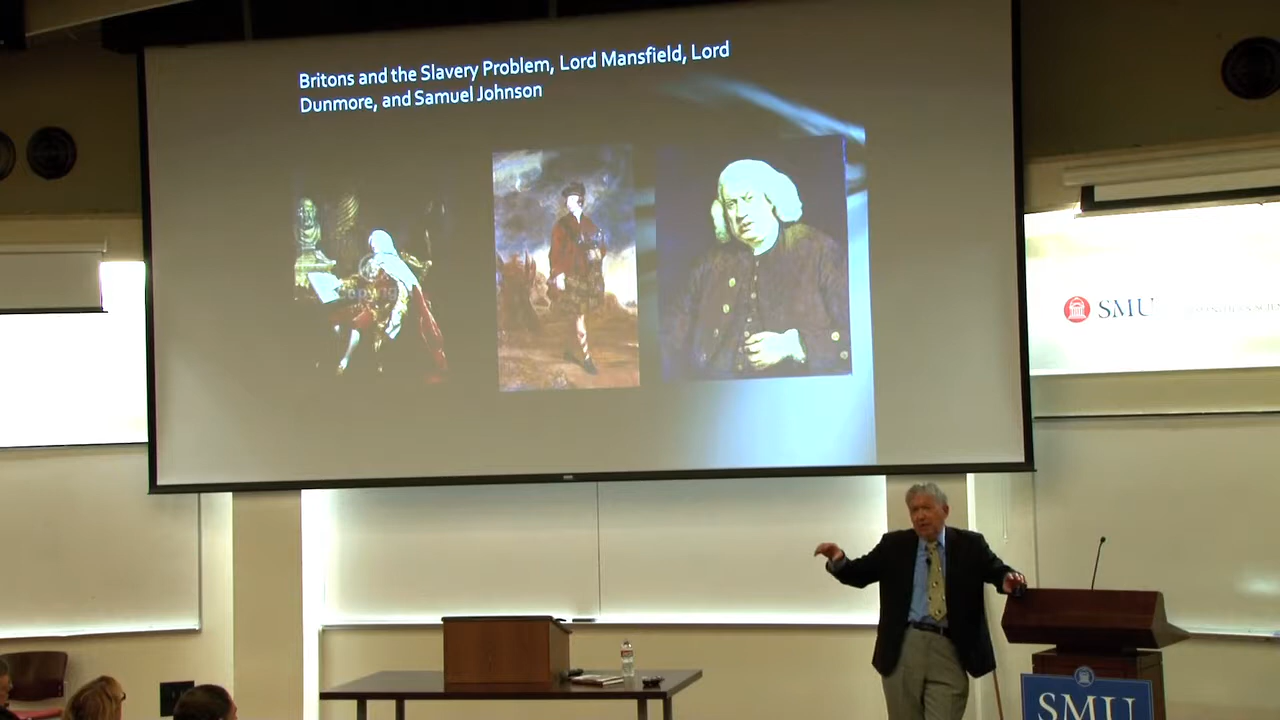 Britons and the Slavery Problem, Lord Mansfield, Lord
Dunmore, and Samuel Johnson
SMU
SMU